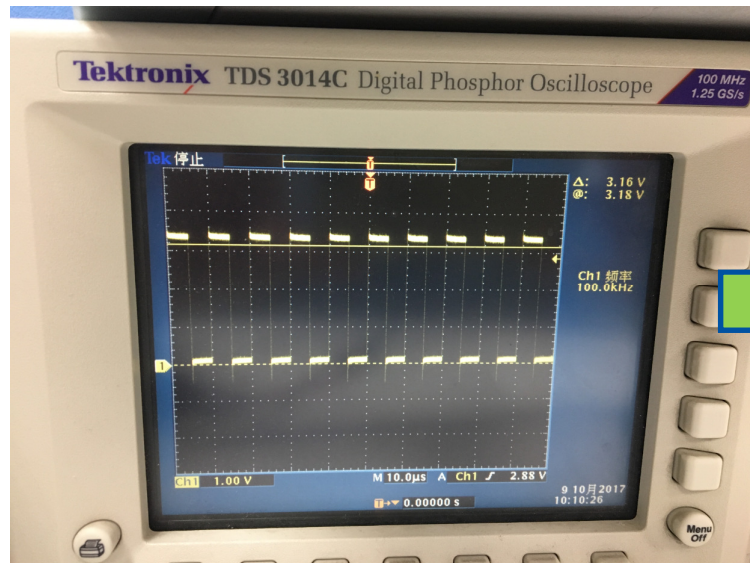 Tektronix TDS 3014C Digital Phosphor Oscilloscope
100 MHz
1.25 GS/s
Tek 停止
T
Δ: 3.16 V
@: 3.18 V
Ch1 频率
100.0kHz
1
Ch1 1.00 V M 10.0µs A Ch1 2.88 V
T 0.00000 s
9 10月 2017
10:10:26
Menu
Off